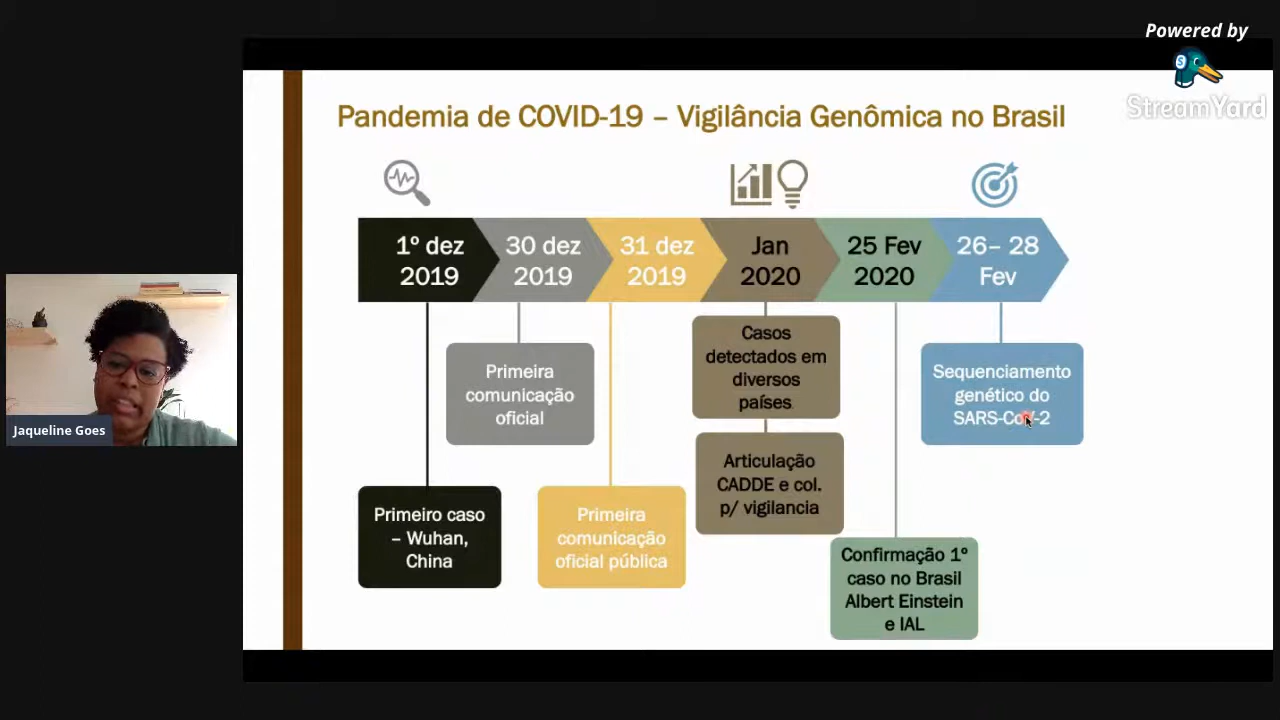 Powered by
StreamYard
Pandemia de COVID-19 – Vigilância Genômica no Brasil
1º dez
2019
30 dez
2019
31 dez
2019
Jan
2020
25 Fev
2020
26– 28
Fev
Primeiro caso
– Wuhan,
China
Primeira
comunicação
oficial
Primeira
comunicação
oficial pública
Casos
detectados em
diversos
países
Articulação
CADDE e col.
p/ vigilancia
Confirmação 1º
caso no Brasil
Albert Einstein
e IAL
Sequenciamento
genético do
SARS-CoV-2
Jaqueline Goes